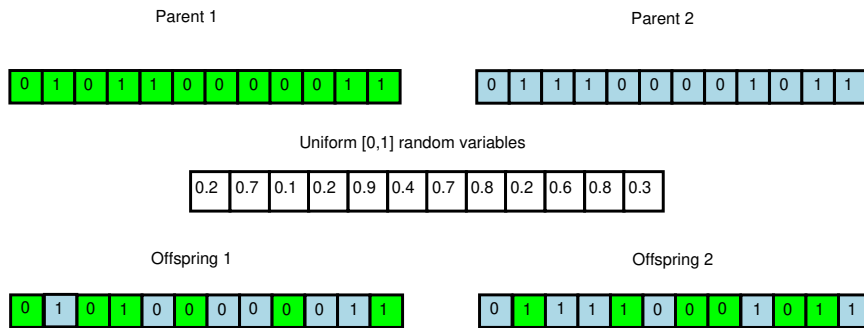 Parent 1 Parent 2
0 1 0 1 1 0 0 0 0 0 1 1 0 1 1 1 0 0 0 0 1 0 1 1
Uniform [0,1] random variables
0.2 0.7 0.1 0.2 0.9 0.4 0.7 0.8 0.2 0.6 0.8 0.3
Offspring 1 Offspring 2
0 1 0 1 0 0 0 0 0 0 1 1 0 1 1 1 1 0 0 0 1 0 1 1